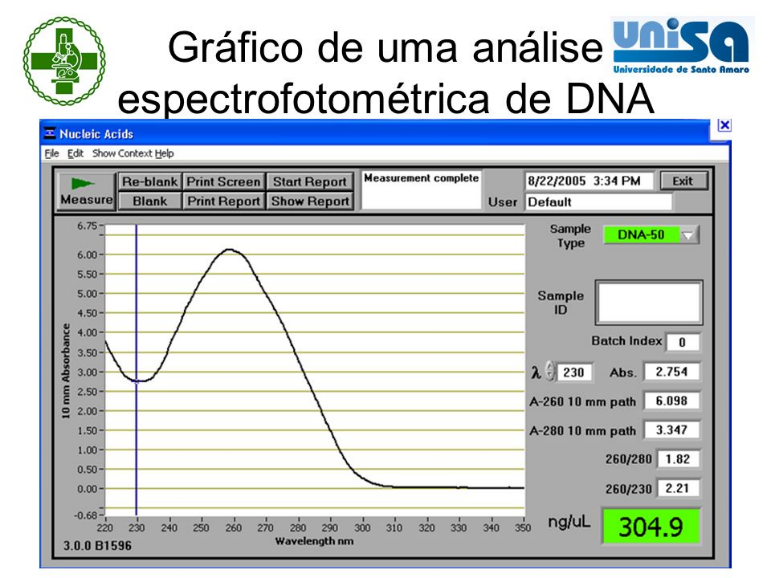 Gráfico de uma análise
espectrofotométrica de DNA
UNISA
Universidade de Santo Amaro
Nucleic Acids
File Edit Show Context Help
Measure
Re-blank Print Screen Start Report
Blank Print Report Show Report
Measurement complete
8/22/2005 3:34 PM Exit
User Default
Sample Type DNA-50
Sample ID
Batch Index 0
λ 230 Abs. 2.754
A-260 10 mm path 6.098
A-280 10 mm path 3.347
260/280 1.82
260/230 2.21
ng/uL 304.9
10 mm Absorbance
6.75
6.00
5.50
5.00
4.50
4.00
3.50
3.00
2.50
2.00
1.50
1.00
0.50
0.00
-0.68
220 230 240 250 260 270 280 290 300 310 320 330 340 350
Wavelength nm
3.0.0 B1596